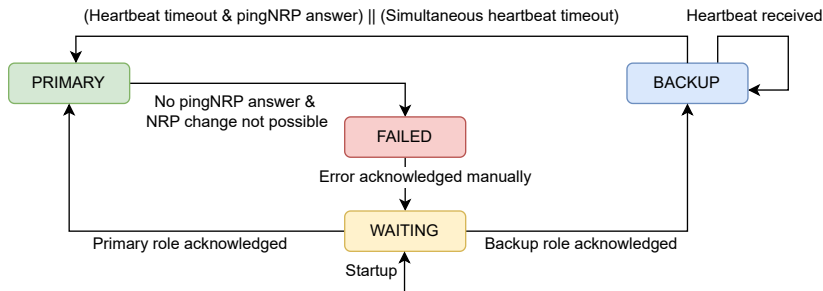 (Heartbeat timeout & pingNRP answer) || (Simultaneous heartbeat timeout)
Heartbeat received
PRIMARY
BACKUP
No pingNRP answer &
NRP change not possible
FAILED
Error acknowledged manually
WAITING
Primary role acknowledged
Backup role acknowledged
Startup